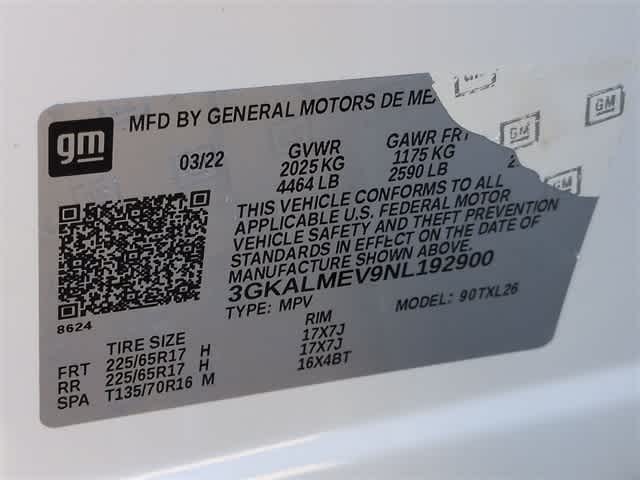 gm
MFD BY GENERAL MOTORS DE
03/22
GVWR
2025 KG
4464 LB
GAWR FRT
1175 KG
2590 LB
THIS VEHICLE CONFORMS TO ALL
APPLICABLE U.S. FEDERAL MOTOR
VEHICLE SAFETY AND THEFT PREVENTION
STANDARDS IN EFFECT ON THE DATE OF
MANUFACTURE SHOWN ABOVE.
3GKALMEV9NL192900
TYPE: MPV MODEL: 90TXL26
8624
TIRE SIZE RIM
FRT 225/65R17 H 17X7J
RR 225/65R17 H 17X7J
SPA T135/70R16 M 16X4BT
GM
GM
GM